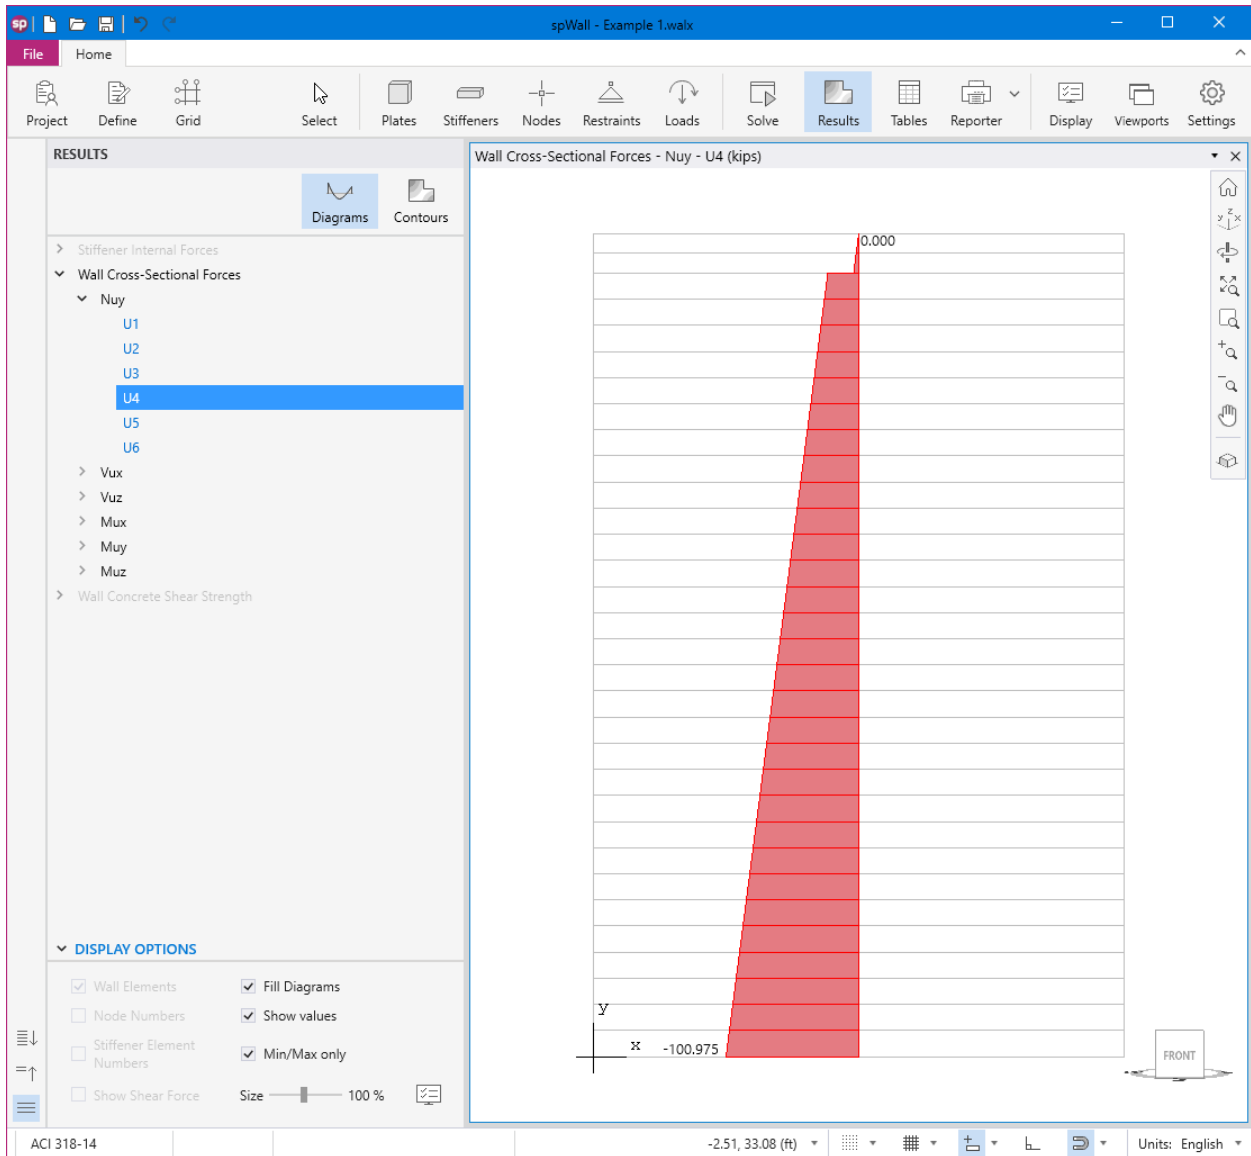 sp
spWall - Example 1.walx
File Home
Project Define Grid Select Plates Stiffeners Nodes Restraints Loads Solve Results Tables Reporter Display Viewports Settings
RESULTS
Wall Cross-Sectional Forces - Nuy - U4 (kips)
Diagrams Contours
Stiffener Internal Forces
Wall Cross-Sectional Forces
Nuy
U1
U2
U3
U4
U5
U6
Vux
Vuz
Mux
Muy
Muz
Wall Concrete Shear Strength
0.000
y
x
-100.975
y z x
FRONT
DISPLAY OPTIONS
Wall Elements Fill Diagrams
Node Numbers Show values
Stiffener Element
Numbers
Min/Max only
Show Shear Force Size 100 %
ACI 318-14 -2.51, 33.08 (ft) Units: English